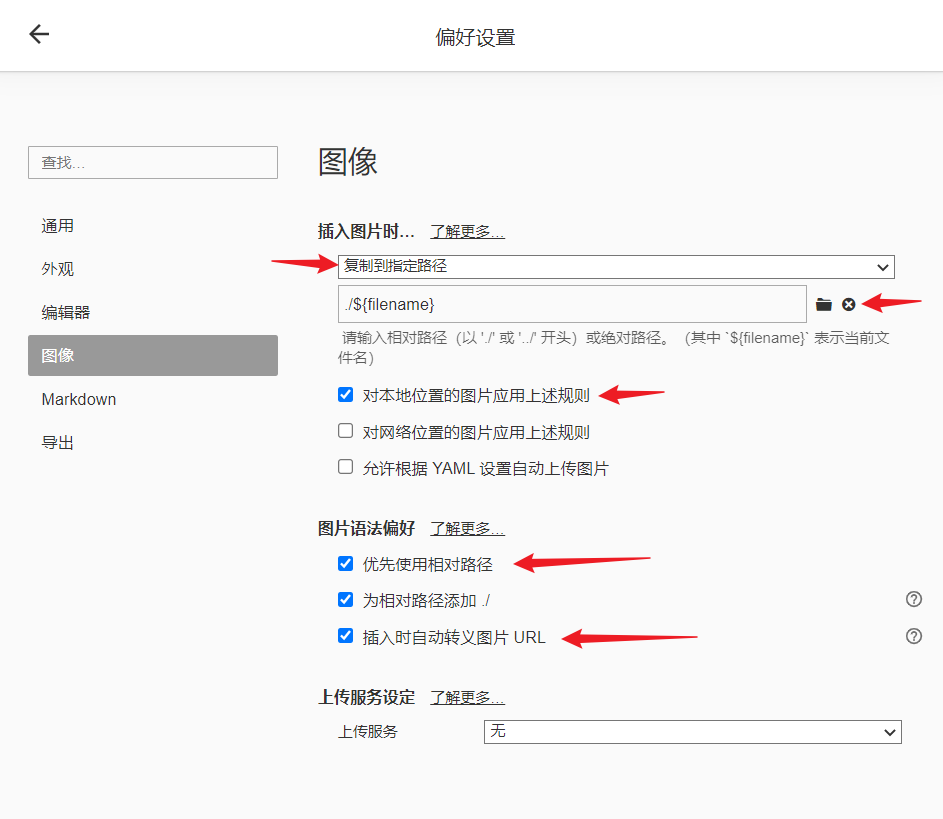 偏好设置
查找...
通用
外观
编辑器
图像
Markdown
导出
图像
插入图片时... 了解更多...
复制到指定路径
./${filename}
请输入相对路径（以 './' 或 '../' 开头）或绝对路径。（其中 `${filename}` 表示当前文
件名）
对本地位置的图片应用上述规则
对网络位置的图片应用上述规则
允许根据 YAML 设置自动上传图片
图片语法偏好 了解更多...
优先使用相对路径
为相对路径添加 ./
插入时自动转义图片 URL
上传服务设定 了解更多...
上传服务 无